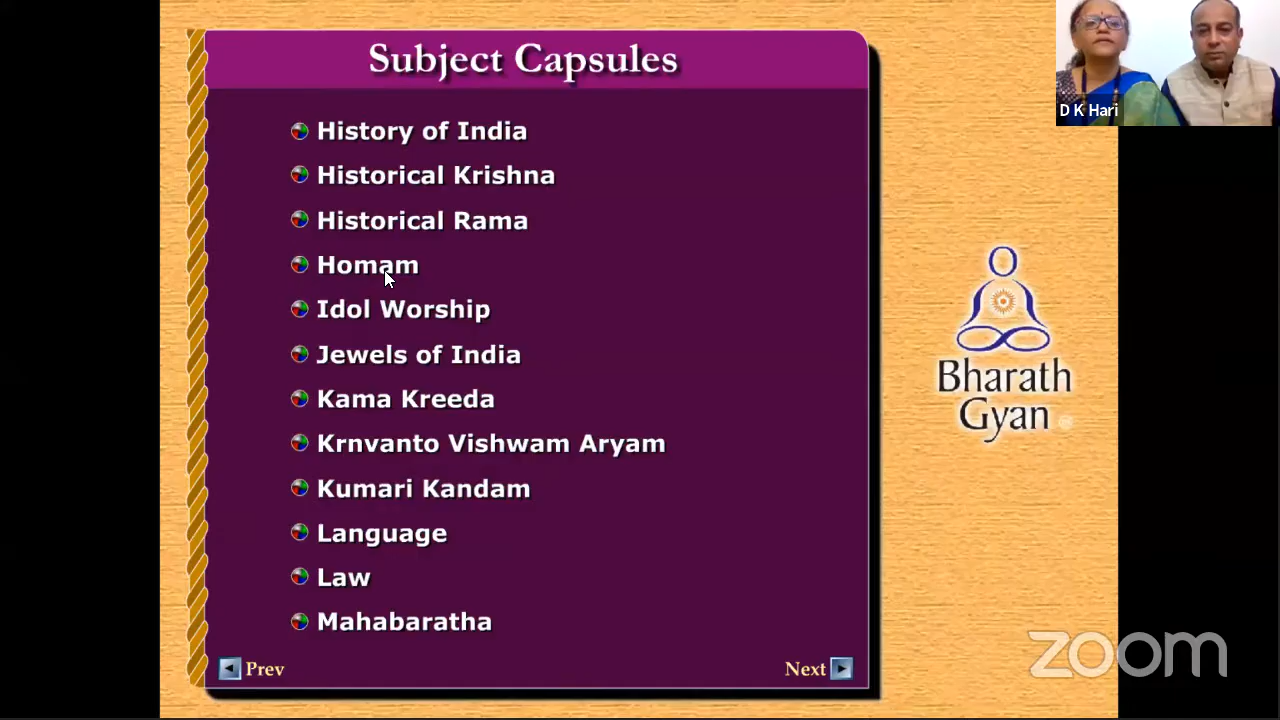 Subject Capsules
History of India
Historical Krishna
Historical Rama
Homam
Idol Worship
Jewels of India
Kama Kreeda
Krnvanto Vishwam Aryam
Kumari Kandam
Language
Law
Mahabaratha
Prev
Next
D K Hari
Bharath
Gyan ®
zoom